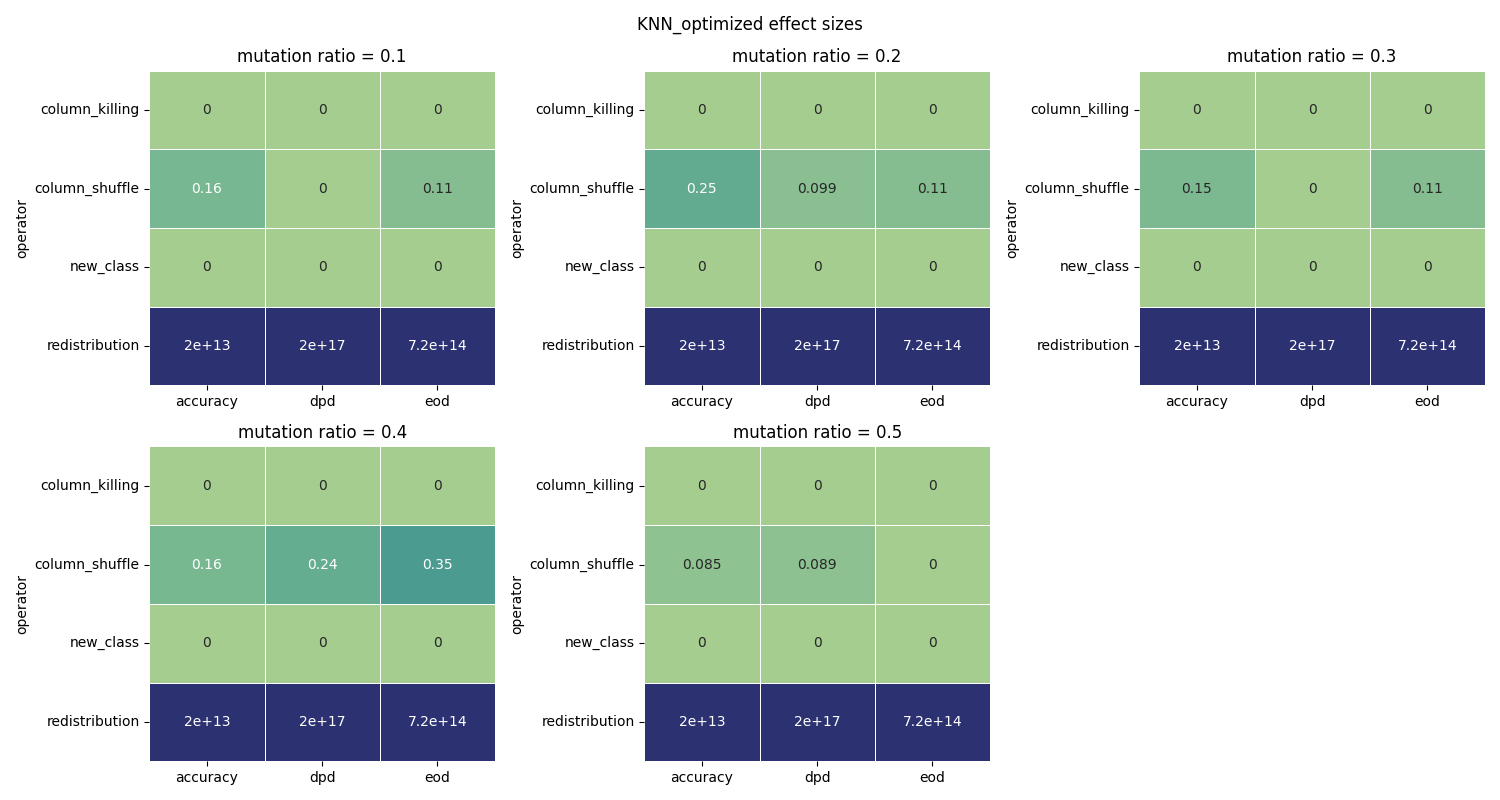 KNN_optimized effect sizes
mutation ratio = 0.1
operator
column_killing 0 0 0
column_shuffle 0.16 0 0.11
new_class 0 0 0
redistribution 2e+13 2e+17 7.2e+14
accuracy dpd eod
mutation ratio = 0.2
operator
column_killing 0 0 0
column_shuffle 0.25 0.099 0.11
new_class 0 0 0
redistribution 2e+13 2e+17 7.2e+14
accuracy dpd eod
mutation ratio = 0.3
operator
column_killing 0 0 0
column_shuffle 0.15 0 0.11
new_class 0 0 0
redistribution 2e+13 2e+17 7.2e+14
accuracy dpd eod
mutation ratio = 0.4
operator
column_killing 0 0 0
column_shuffle 0.16 0.24 0.35
new_class 0 0 0
redistribution 2e+13 2e+17 7.2e+14
accuracy dpd eod
mutation ratio = 0.5
operator
column_killing 0 0 0
column_shuffle 0.085 0.089 0
new_class 0 0 0
redistribution 2e+13 2e+17 7.2e+14
accuracy dpd eod